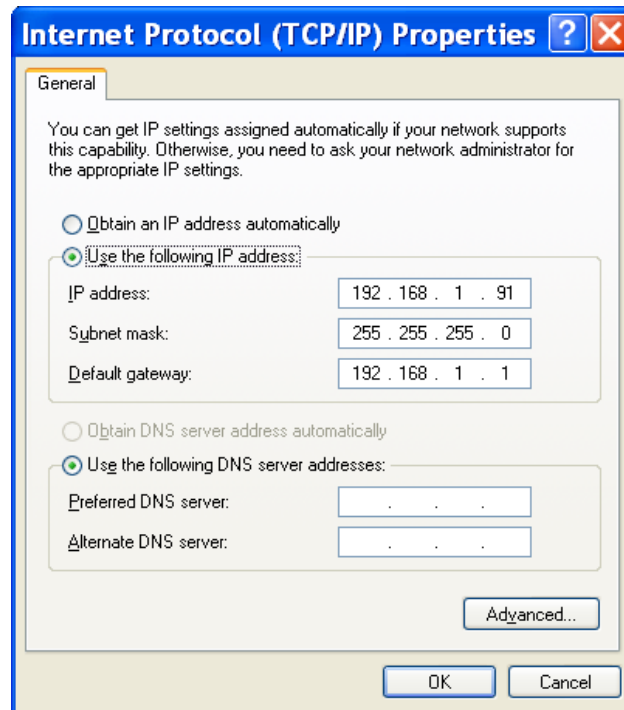 Internet Protocol (TCP/IP) Properties
General
You can get IP settings assigned automatically if your network supports
this capability. Otherwise, you need to ask your network administrator for
the appropriate IP settings.
Obtain an IP address automatically
Use the following IP address:
IP address: 192 . 168 . 1 . 91
Subnet mask: 255 . 255 . 255 . 0
Default gateway: 192 . 168 . 1 . 1
Obtain DNS server address automatically
Use the following DNS server addresses:
Preferred DNS server: . . .
Alternate DNS server: . . .
Advanced...
OK Cancel